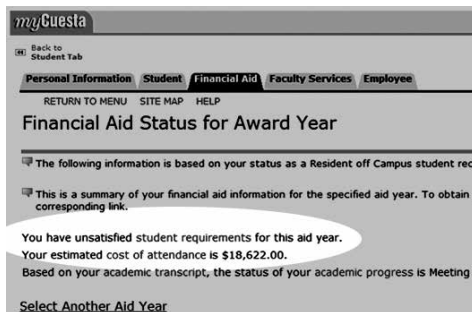 myCuesta
Back to
Student Tab
Personal Information Student Financial Aid Faculty Services Employee
RETURN TO MENU SITE MAP HELP
Financial Aid Status for Award Year
The following information is based on your status as a Resident off Campus student rec
This is a summary of your financial aid information for the specified aid year. To obtain
corresponding link.
You have unsatisfied student requirements for this aid year.
Your estimated cost of attendance is $18,622.00.
Based on your academic transcript, the status of your academic progress is Meeting
Select Another Aid Year